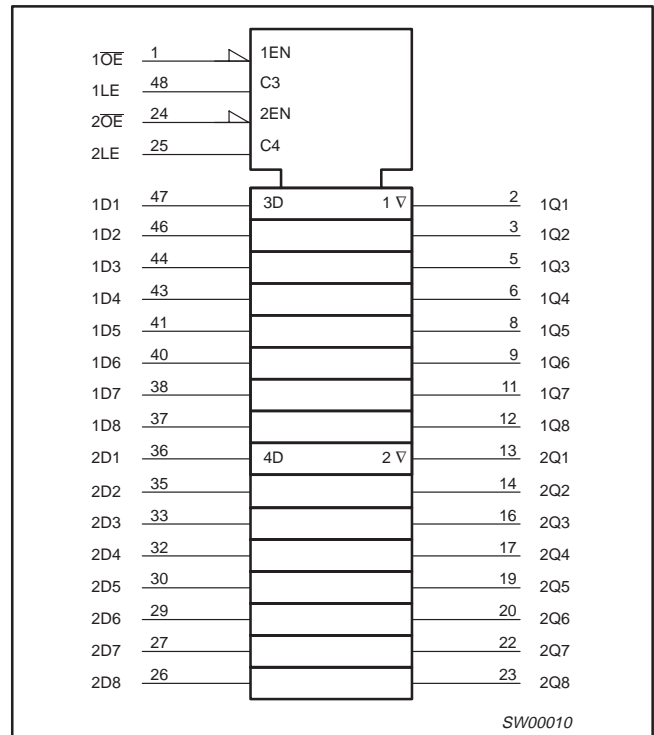 1O̅E̅ 1 1EN
1LE 48 C3
2O̅E̅ 24 2EN
2LE 25 C4
1D1 47 3D 1 ∇ 2 1Q1
1D2 46 3 1Q2
1D3 44 5 1Q3
1D4 43 6 1Q4
1D5 41 8 1Q5
1D6 40 9 1Q6
1D7 38 11 1Q7
1D8 37 12 1Q8
2D1 36 4D 2 ∇ 13 2Q1
2D2 35 14 2Q2
2D3 33 16 2Q3
2D4 32 17 2Q4
2D5 30 19 2Q5
2D6 29 20 2Q6
2D7 27 22 2Q7
2D8 26 23 2Q8
SW00010